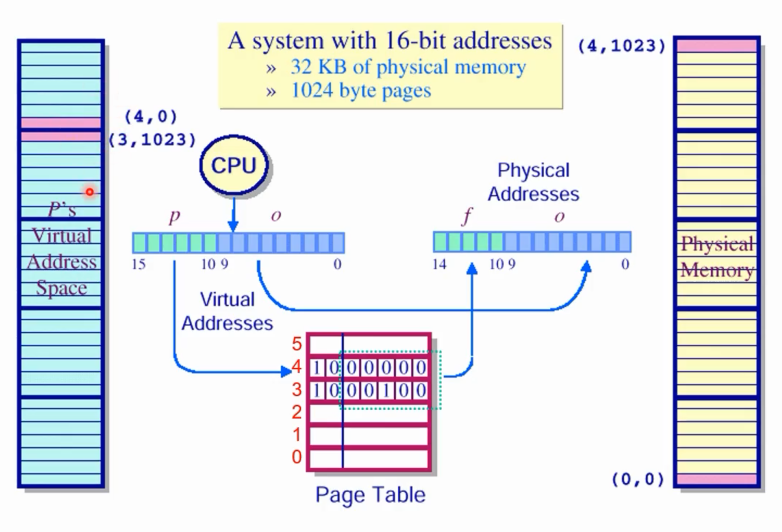 A system with 16-bit addresses
» 32 KB of physical memory
» 1024 byte pages
(4,1023)
(4,0)
(3,1023)
CPU
Physical
Addresses
p
o
f
o
P's
Virtual
Address
Space
15
10 9
0
14
10 9
0
Physical
Memory
Virtual
Addresses
5
4 1 0 0 0 0 0 0
3 1 0 0 0 1 0 0
2
1
0
(0,0)
Page Table